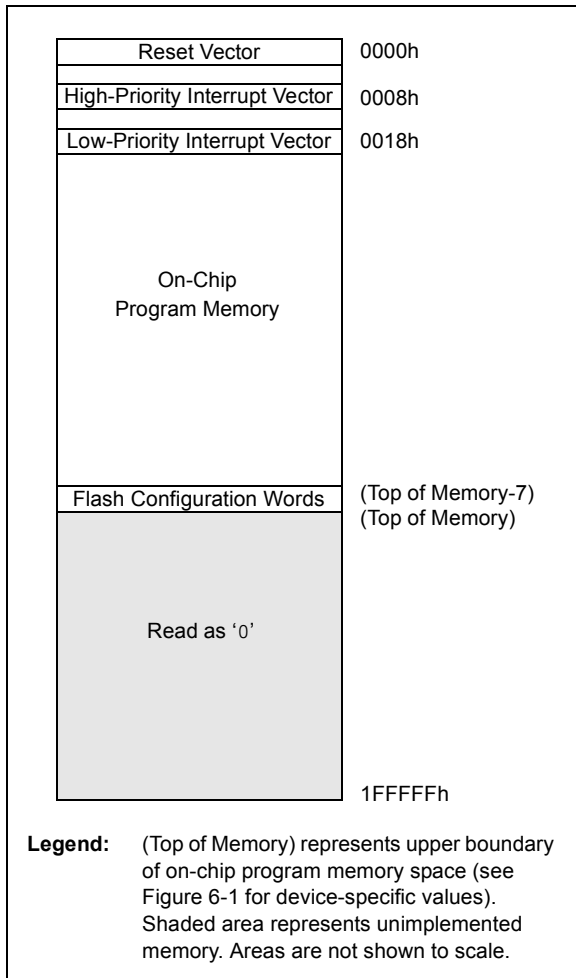 Reset Vector 0000h
High-Priority Interrupt Vector 0008h
Low-Priority Interrupt Vector 0018h
On-Chip
Program Memory
Flash Configuration Words (Top of Memory-7)
(Top of Memory)
Read as ‘0’
1FFFFFh
Legend: (Top of Memory) represents upper boundary
of on-chip program memory space (see
Figure 6-1 for device-specific values).
Shaded area represents unimplemented
memory. Areas are not shown to scale.